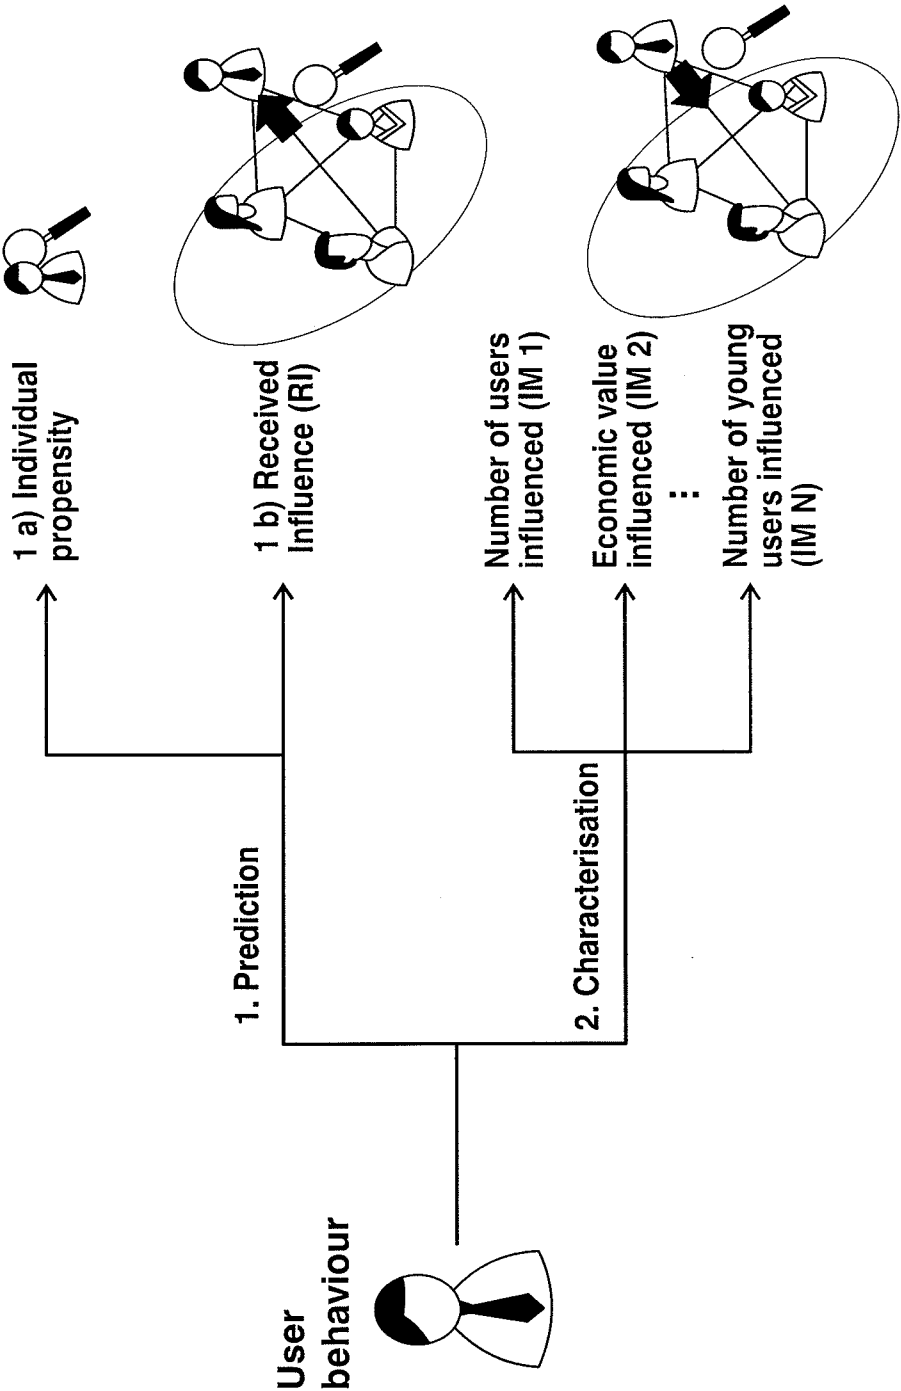 User
behaviour
1. Prediction
1 a) Individual
propensity
1 b) Received
Influence (RI)
2. Characterisation
Number of users
influenced (IM 1)
Economic value
influenced (IM 2)
...
Number of young
users influenced
(IM N)